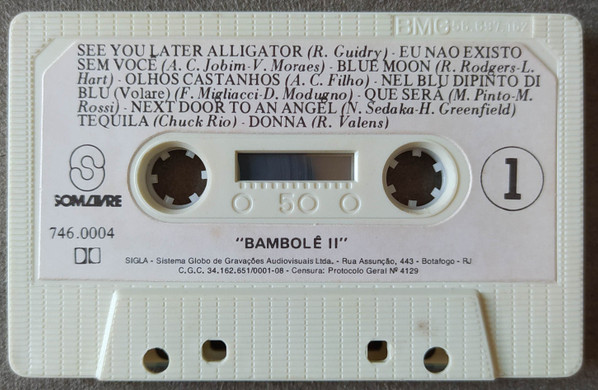 BMG 56.697.162
SEE YOU LATER ALLIGATOR (R. Guidry) - EU NAO EXISTO
SEM VOCÊ (A. C. Jobim-V. Moraes) - BLUE MOON (R. Rodgers-L.
Hart) - OLHOS CASTANHOS (A. C. Filho) - NEL BLU DIPINTO DI
BLU (Volare) (F. Migliacci-D. Modugno) - QUE SERÁ (M. Pinto-M.
Rossi) - NEXT DOOR TO AN ANGEL (N. Sedaka-H. Greenfield)
TEQUILA (Chuck Rio) - DONNA (R. Valens)
SOM LIVRE
1
50
746.0004
"BAMBOLÊ II"
SIGLA - Sistema Globo de Gravações Audiovisuais Ltda. - Rua Assunção, 443 - Botafogo - RJ
C.G.C. 34.162.651/0001-08 - Censura: Protocolo Geral Nº 4129